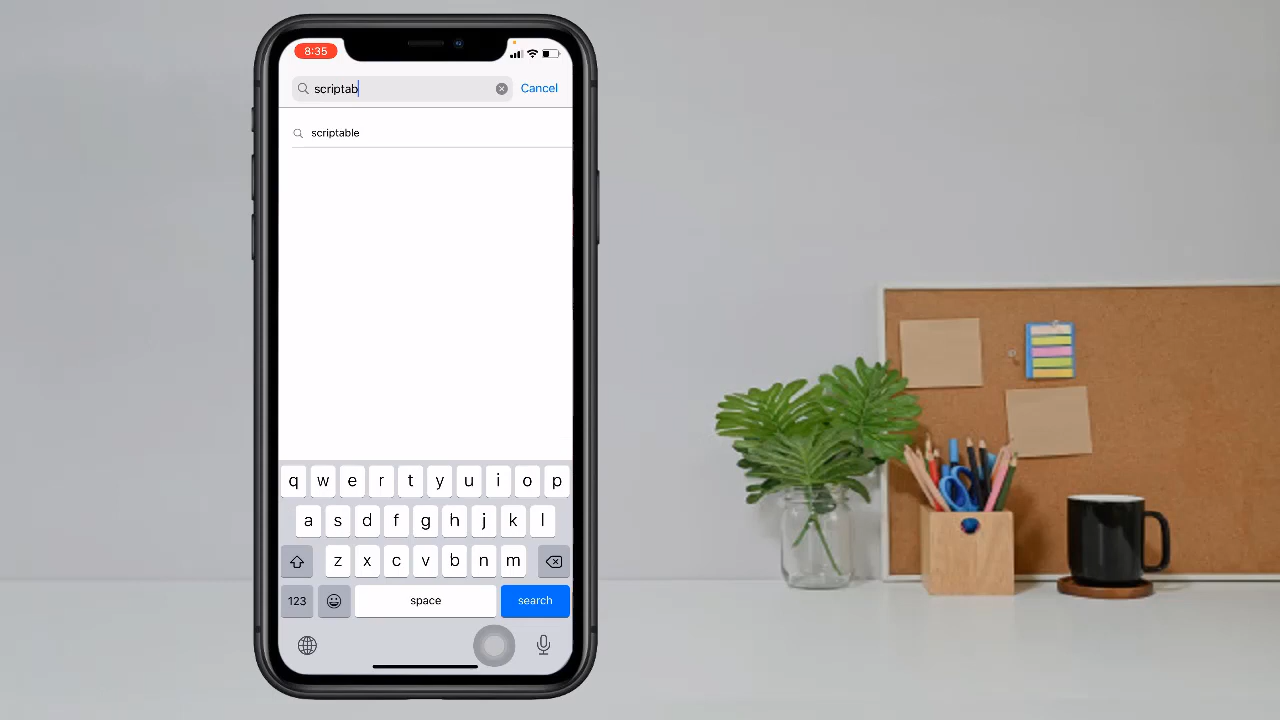 8:35
scriptab
Cancel
scriptable
q w e r t y u i o p
a s d f g h j k l
z x c v b n m
123 space search